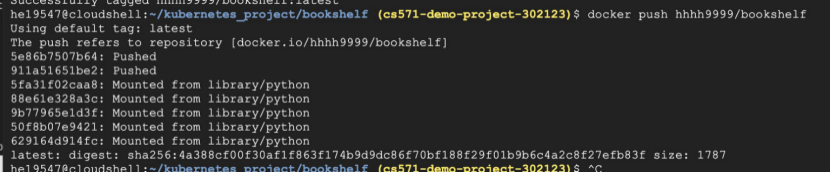 Successfully tagged hhhh9999/bookshelf:latest
he19547@cloudshell:~/kubernetes_project/bookshelf (cs571-demo-project-302123)$ docker push hhhh9999/bookshelf
Using default tag: latest
The push refers to repository [docker.io/hhhh9999/bookshelf]
5e86b7507b64: Pushed
911a51651be2: Pushed
5fa31f02caa8: Mounted from library/python
88e61e328a3c: Mounted from library/python
9b77965e1d3f: Mounted from library/python
50f8b07e9421: Mounted from library/python
629164d914fc: Mounted from library/python
latest: digest: sha256:4a388cf00f30af1f863f174b9d9dc86f70bf188f29f01b9b6c4a2c8f27efb83f size: 1787
he19547@cloudshell:~/kubernetes_project/bookshelf (cs571-demo-project-302123)$ ^C